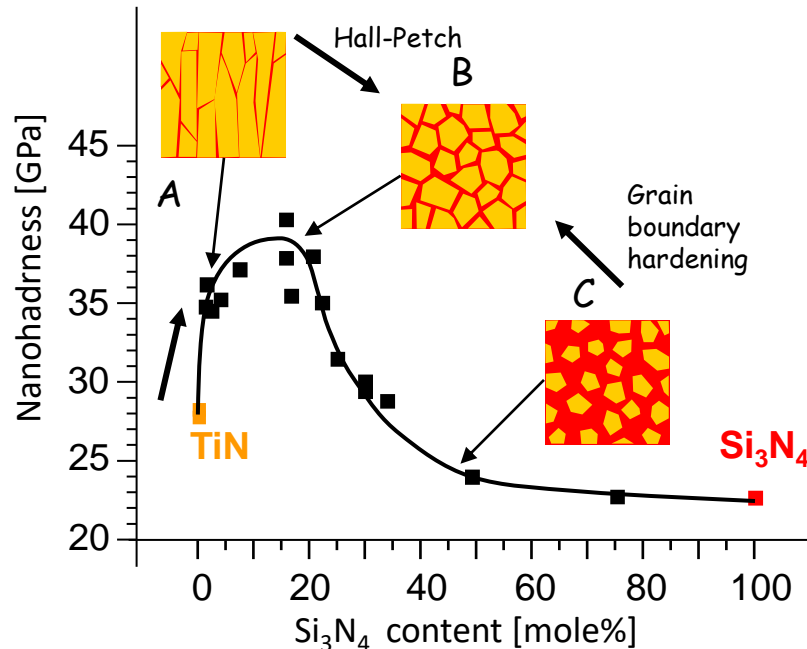 Hall-Petch
B
A
Grain
boundary
hardening
C
Nanohadrness [GPa]
45
40
35
30
25
20
TiN
Si₃N₄
0 20 40 60 80 100
Si₃N₄ content [mole%]